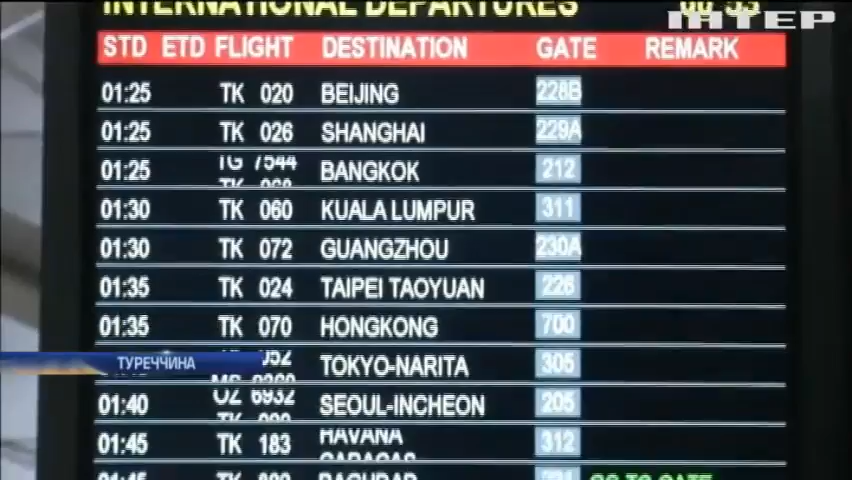 INTERNATIONAL DEPARTURES
ІНТЕР
STD ETD FLIGHT DESTINATION GATE REMARK
01:25 TK 020 BEIJING 228B
01:25 TK 026 SHANGHAI 229A
01:25 TG 7544 BANGKOK 212
01:30 TK 060 KUALA LUMPUR 311
01:30 TK 072 GUANGZHOU 230A
01:35 TK 024 TAIPEI TAOYUAN 226
01:35 TK 070 HONGKONG 700
ТУРЕЧЧИНА
TOKYO-NARITA 305
01:40 OZ 6932 SEOUL-INCHEON 205
01:45 TK 183 HAVANA 312
CARACAS
TK BAGHDAD GO TO GATE